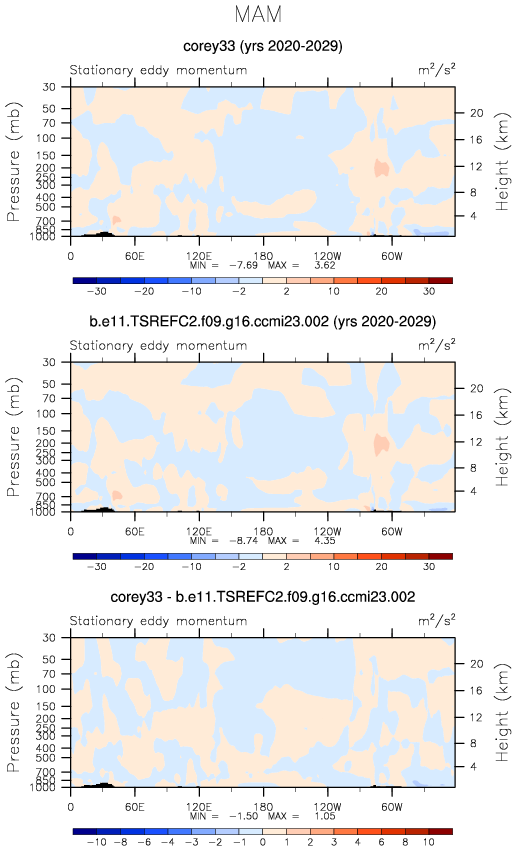 MAM
corey33 (yrs 2020-2029)
Stationary eddy momentum m²/s²
Pressure (mb)
30
50
70
100
150
200
250
300
400
500
700
850
1000
Height (km)
20
16
12
8
4
0 60E 120E 180 120W 60W
MIN = -7.69 MAX = 3.62
-30 -20 -10 -2 2 10 20 30
b.e11.TSREFC2.f09.g16.ccmi23.002 (yrs 2020-2029)
Stationary eddy momentum m²/s²
Pressure (mb)
30
50
70
100
150
200
250
300
400
500
700
850
1000
Height (km)
20
16
12
8
4
0 60E 120E 180 120W 60W
MIN = -8.74 MAX = 4.35
-30 -20 -10 -2 2 10 20 30
corey33 - b.e11.TSREFC2.f09.g16.ccmi23.002
Stationary eddy momentum m²/s²
Pressure (mb)
30
50
70
100
150
200
250
300
400
500
700
850
1000
Height (km)
20
16
12
8
4
0 60E 120E 180 120W 60W
MIN = -1.50 MAX = 1.05
-10 -8 -6 -4 -3 -2 -1 0 1 2 3 4 6 8 10